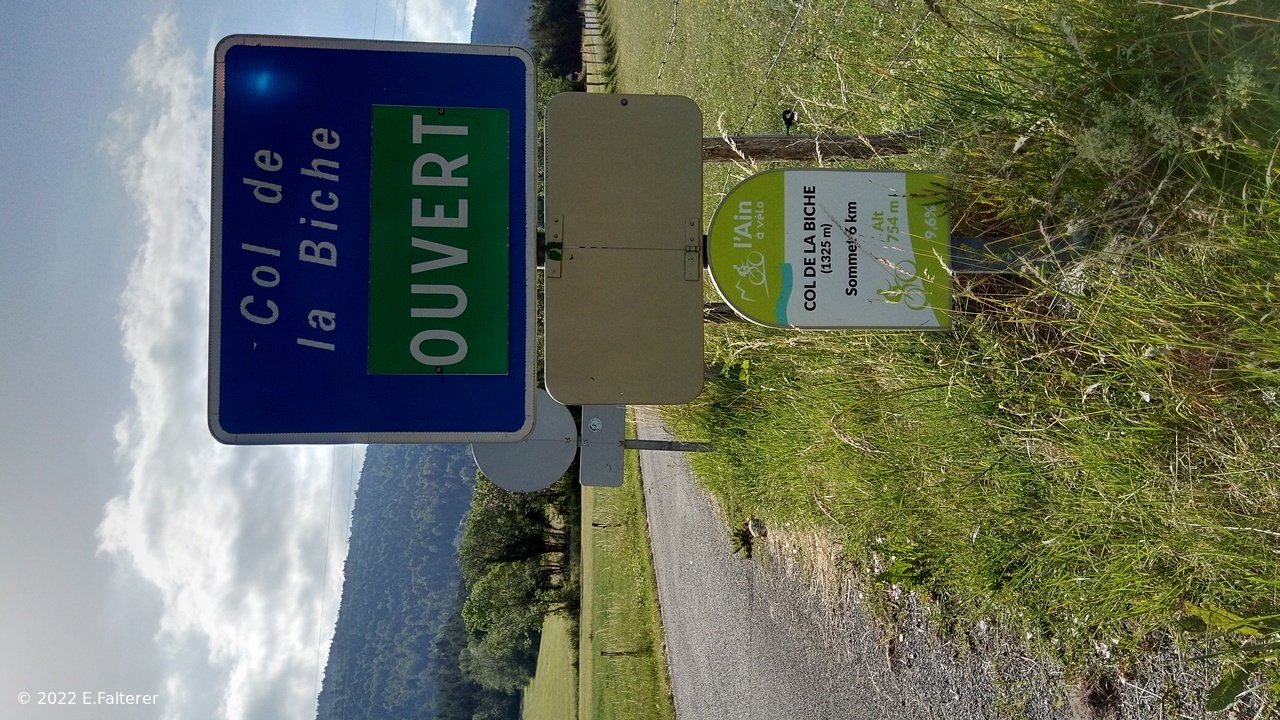 Col de
la Biche
OUVERT
l'Ain
à vélo
COL DE LA BICHE
(1325 m)
Sommet 6 km
Alt
754 m
9.6%
© 2022 E.Falterer